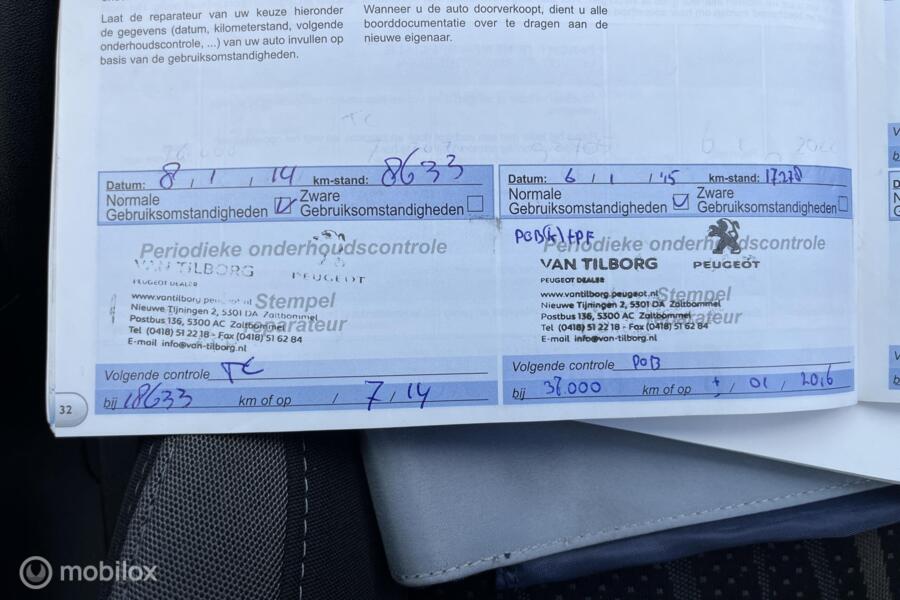 Laat de reparateur van uw keuze hieronder
de gegevens (datum, kilometerstand, volgende
onderhoudscontrole, ...) van uw auto invullen op
basis van de gebruiksomstandigheden.
Wanneer u de auto doorverkoopt, dient u alle
boorddocumentatie over te dragen aan de
nieuwe eigenaar.
Datum: 8 / 1 / 14 km-stand: 8633
Normale
Gebruiksomstandigheden
Zware
Gebruiksomstandigheden
Periodieke onderhoudscontrole
VAN TILBORG
PEUGEOT
PEUGEOT DEALER
www.vantilborg.peugeot.nl
Stempel
Nieuwe Tijningen 2, 5301 DA Zaltbommel
Postbus 136, 5300 AC Zaltbommel
reparateur
Tel (0418) 51 22 18 - Fax (0418) 51 62 84
E-mail info@van-tilborg.nl
Volgende controle TC
bij 18633 km of op / 7 / 14
32
Datum: 6 / 1 / '15 km-stand: 17278
Normale
Gebruiksomstandigheden
Zware
Gebruiksomstandigheden
Periodieke onderhoudscontrole
VAN TILBORG
PEUGEOT
PEUGEOT DEALER
www.vantilborg.peugeot.nl
Stempel
Nieuwe Tijningen 2, 5301 DA Zaltbommel
Postbus 136, 5300 AC Zaltbommel
reparateur
Tel (0418) 51 22 18 - Fax (0418) 51 62 84
E-mail info@van-tilborg.nl
Volgende controle POB
bij km of op / 01 / 2016
mobilox